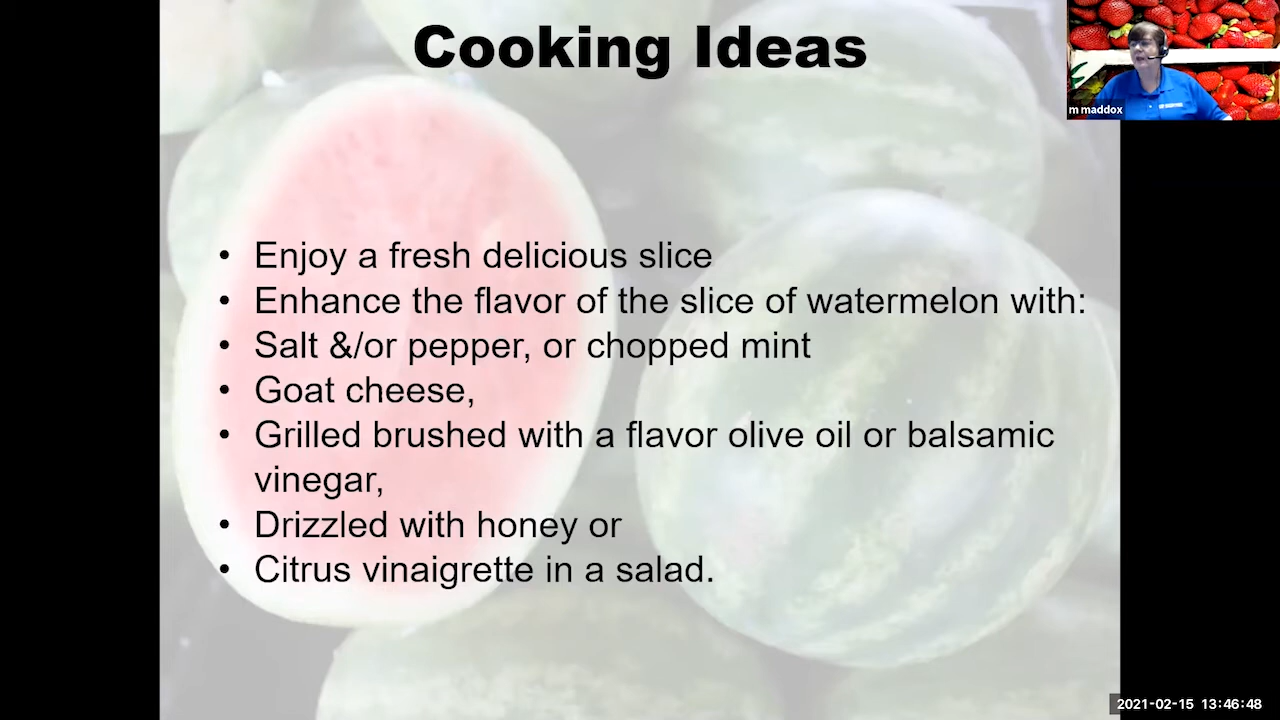 Cooking Ideas
m maddox
• Enjoy a fresh delicious slice
• Enhance the flavor of the slice of watermelon with:
• Salt &/or pepper, or chopped mint
• Goat cheese,
• Grilled brushed with a flavor olive oil or balsamic
vinegar,
• Drizzled with honey or
• Citrus vinaigrette in a salad.
2021-02-15 13:46:48